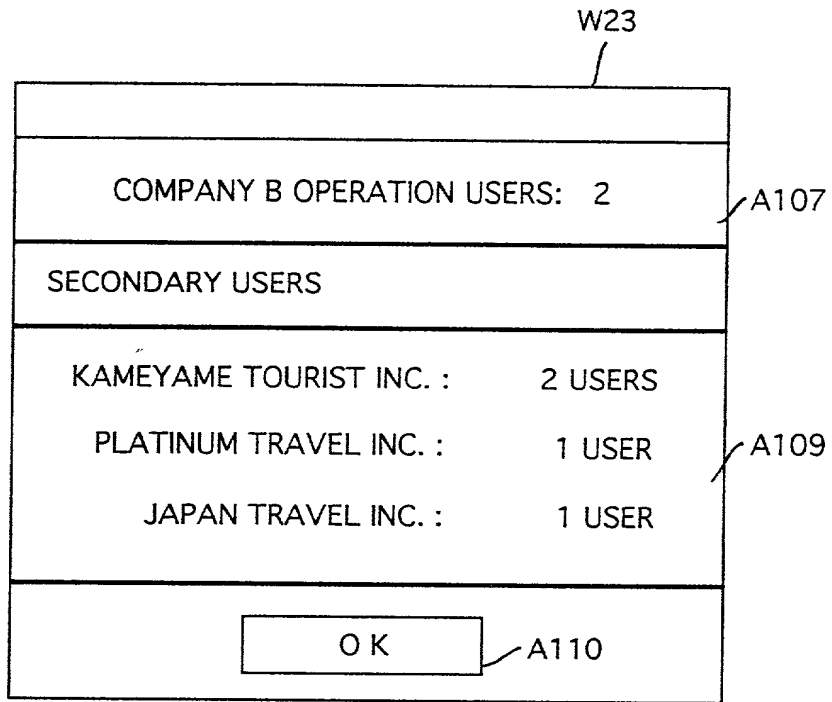 W23
COMPANY B OPERATION USERS: 2
A107
SECONDARY USERS
KAMEYAME TOURIST INC. : 2 USERS
PLATINUM TRAVEL INC. : 1 USER
A109
JAPAN TRAVEL INC. : 1 USER
OK
A110